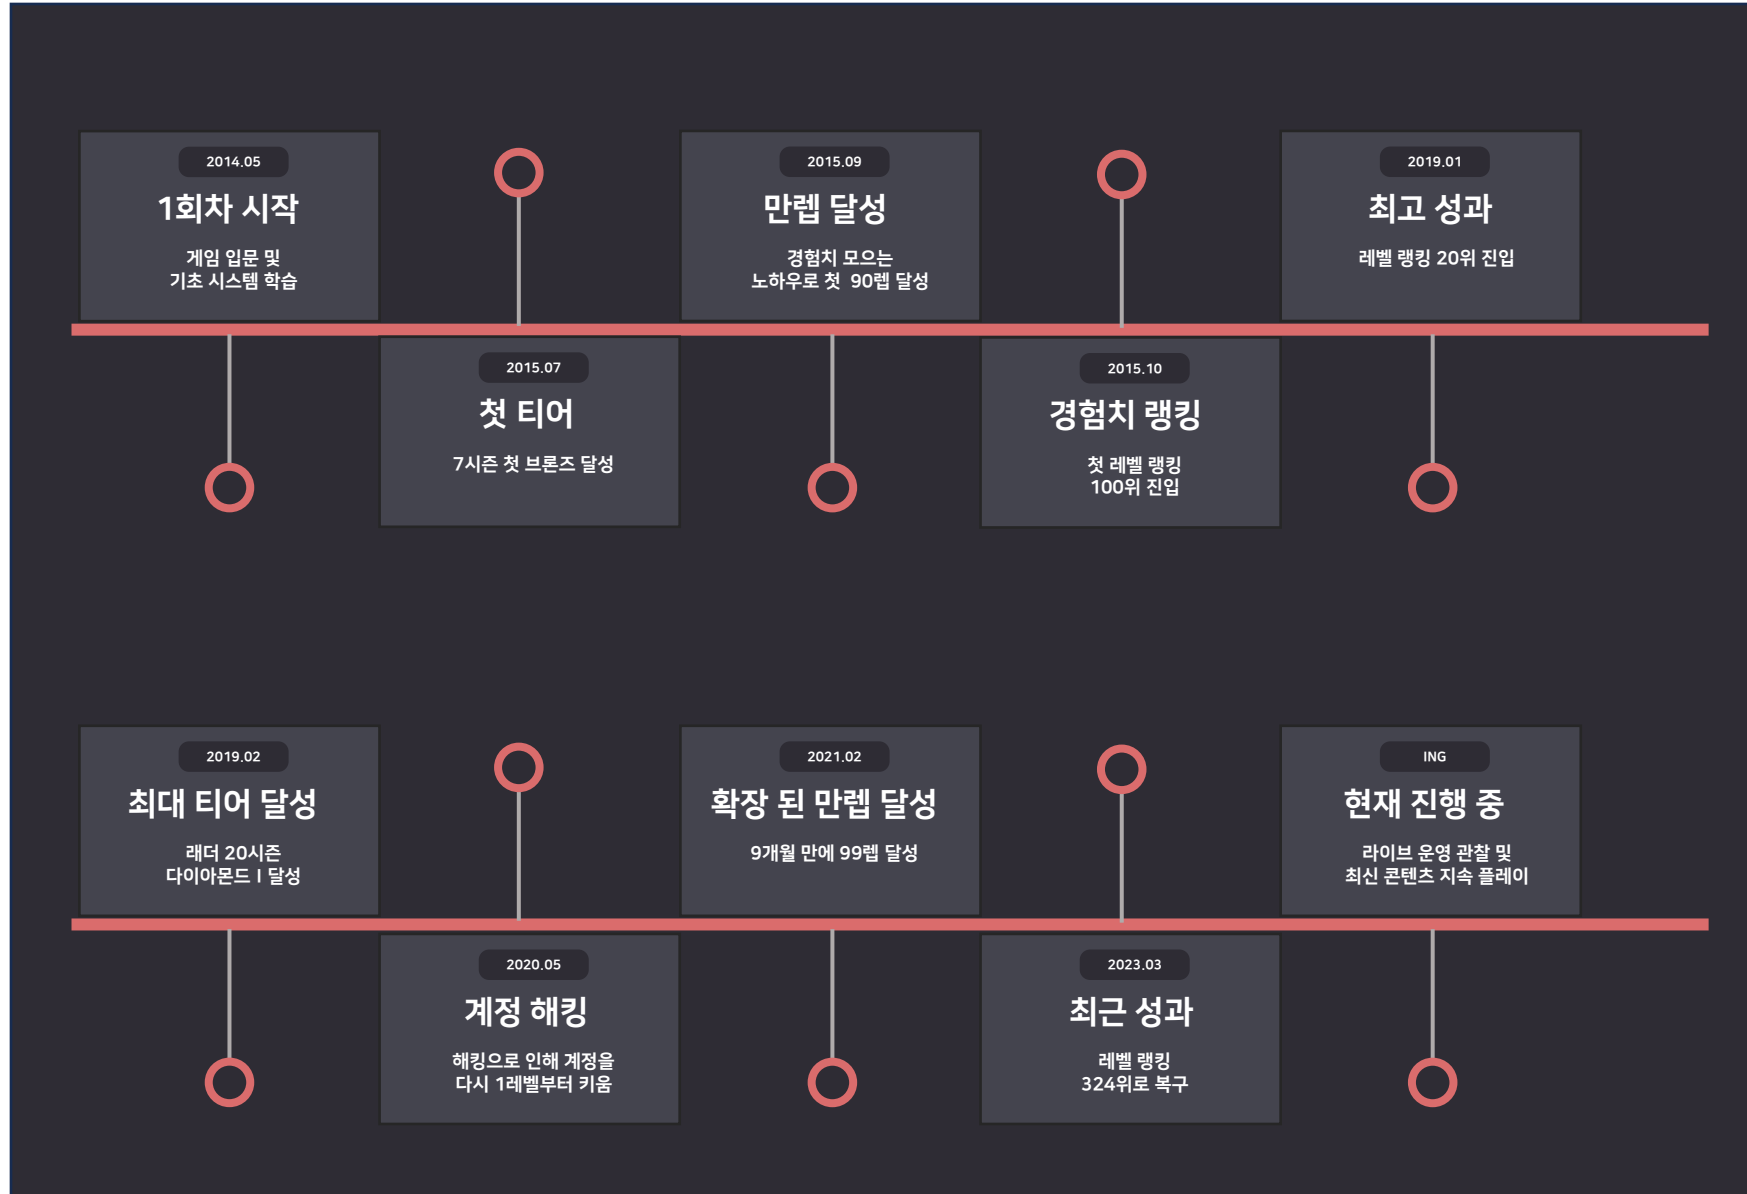 2014.05
1회차 시작
게임 입문 및
기초 시스템 학습
2015.07
첫 티어
7시즌 첫 브론즈 달성
2015.09
만렙 달성
경험치 모으는
노하우로 첫 90렙 달성
2015.10
경험치 랭킹
첫 레벨 랭킹
100위 진입
2019.01
최고 성과
레벨 랭킹 20위 진입
2019.02
최대 티어 달성
래더 20시즌
다이아몬드 I 달성
2020.05
계정 해킹
해킹으로 인해 계정을
다시 1레벨부터 키움
2021.02
확장 된 만렙 달성
9개월 만에 99렙 달성
2023.03
최근 성과
레벨 랭킹
324위로 복구
ING
현재 진행 중
라이브 운영 관찰 및
최신 콘텐츠 지속 플레이